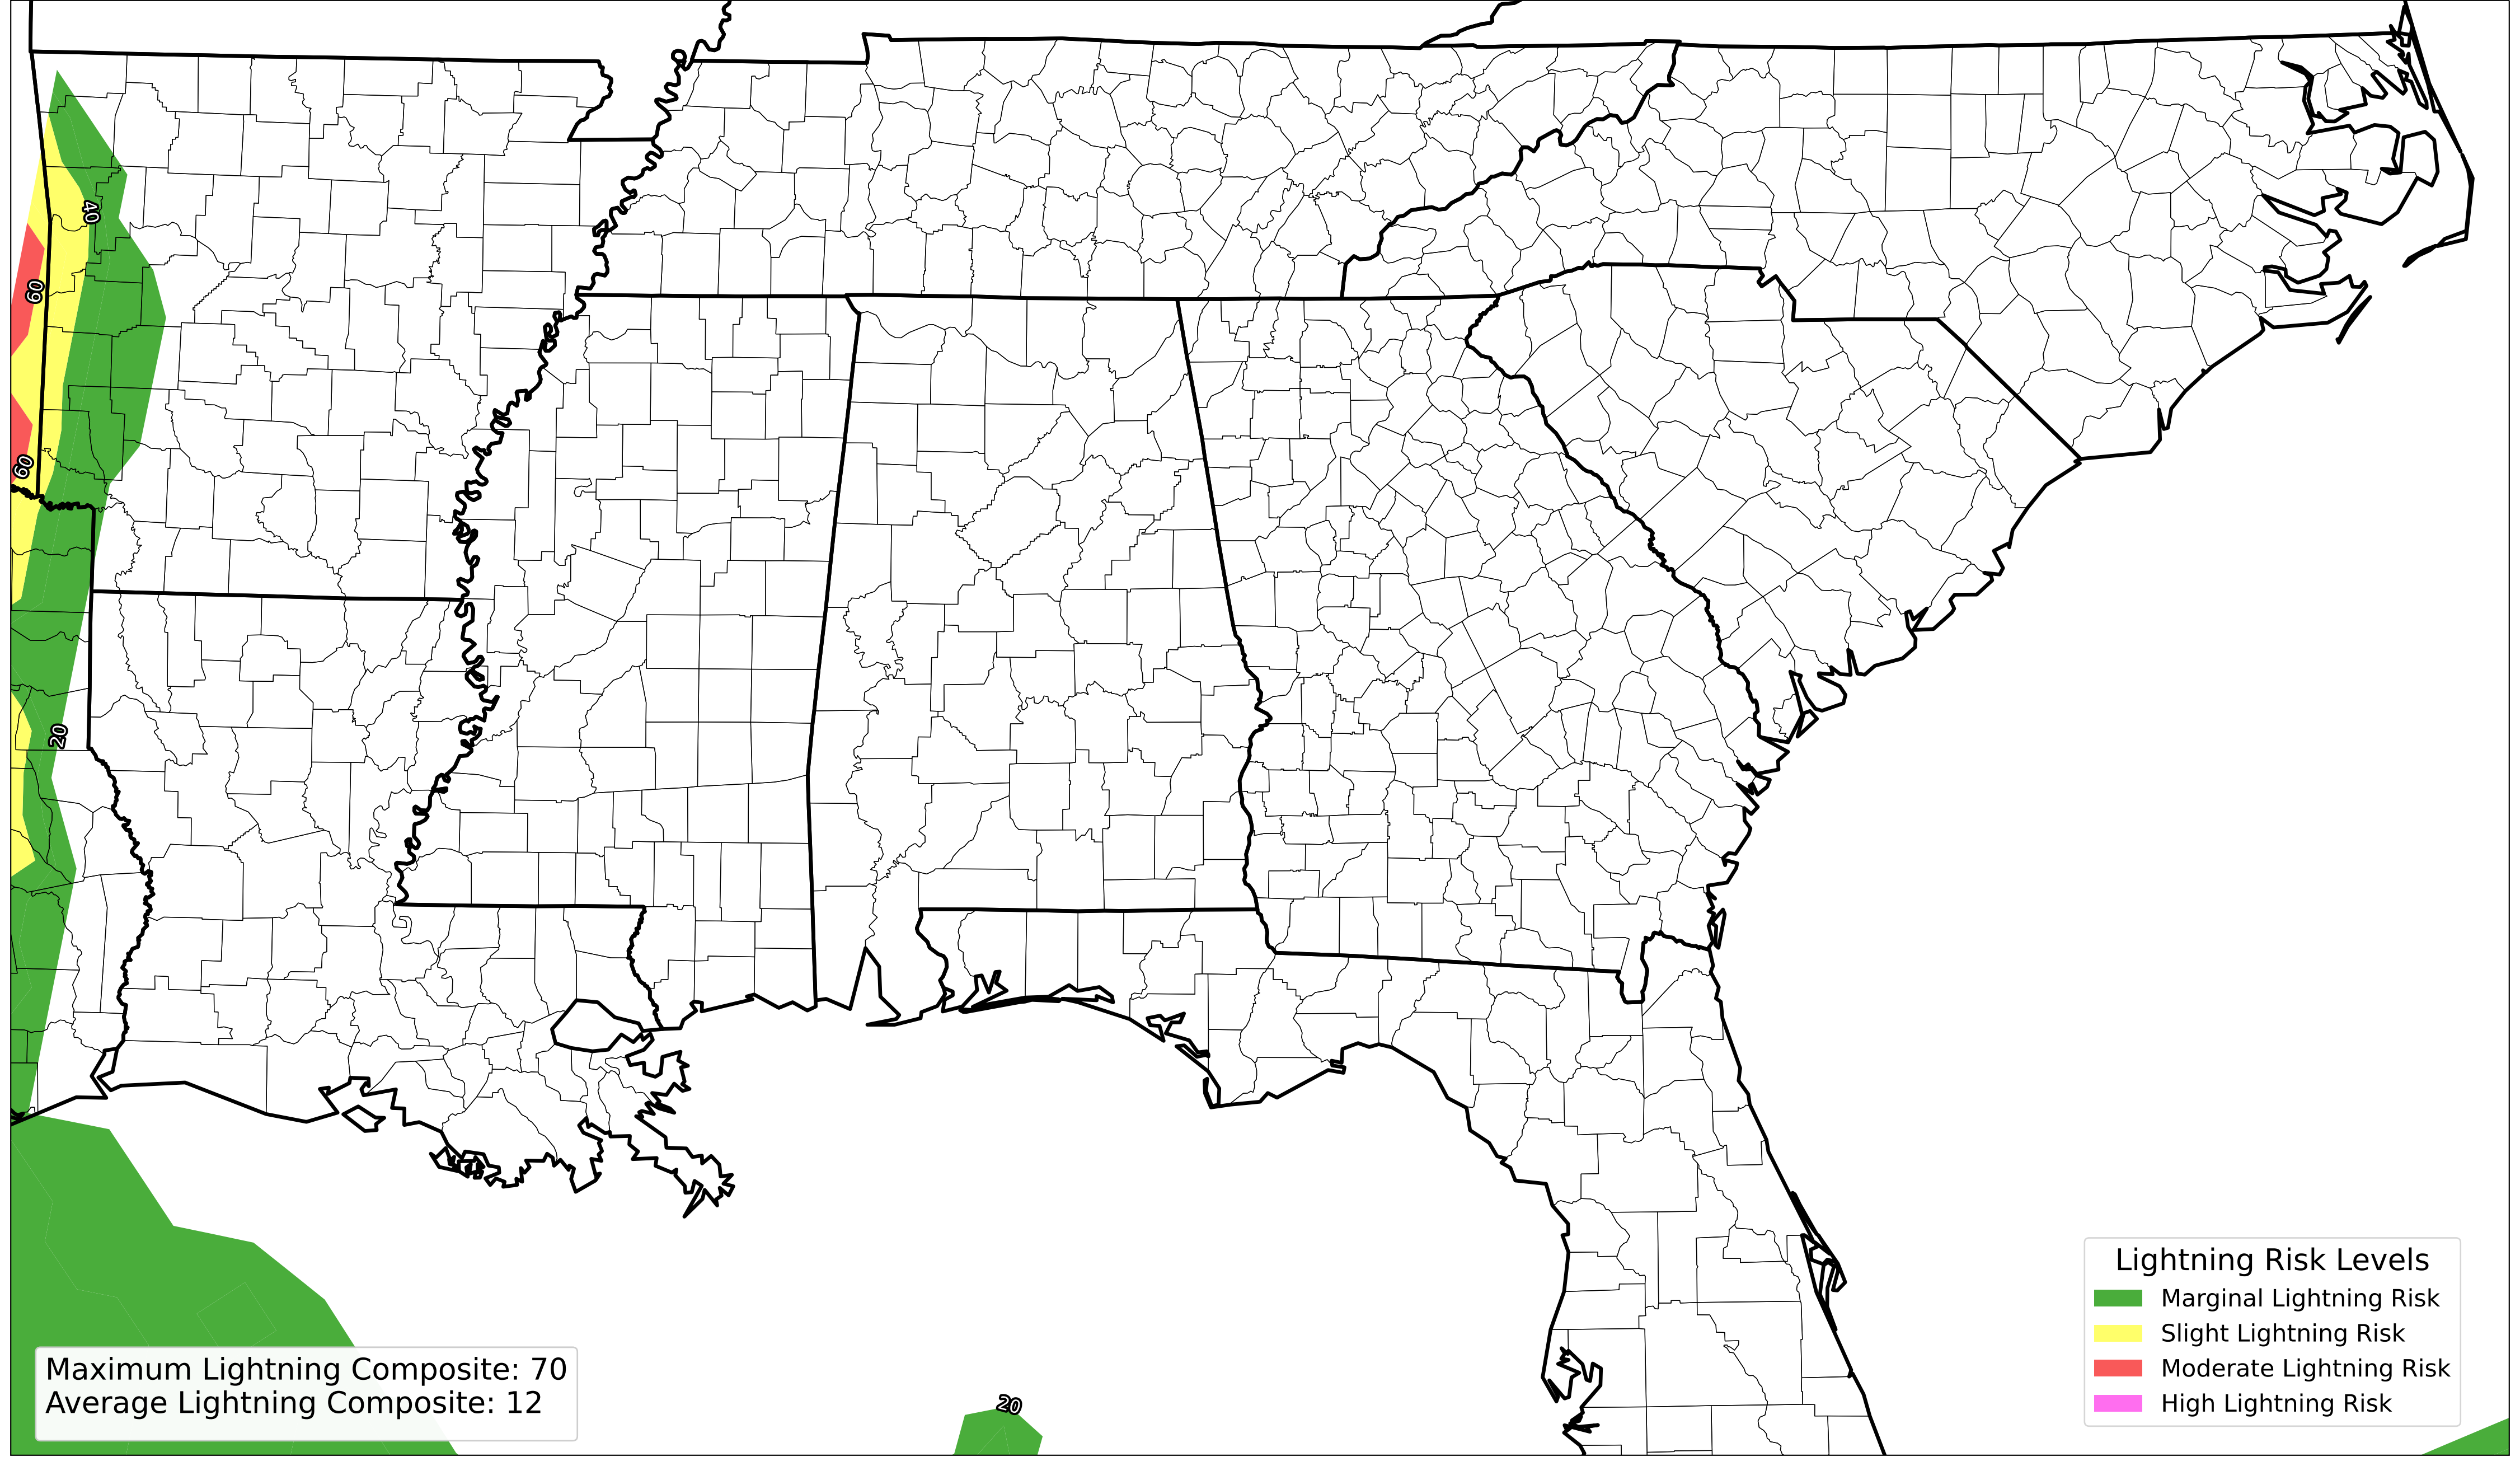 40
60
60
20
20
Maximum Lightning Composite: 70
Average Lightning Composite: 12
Lightning Risk Levels
Marginal Lightning Risk
Slight Lightning Risk
Moderate Lightning Risk
High Lightning Risk